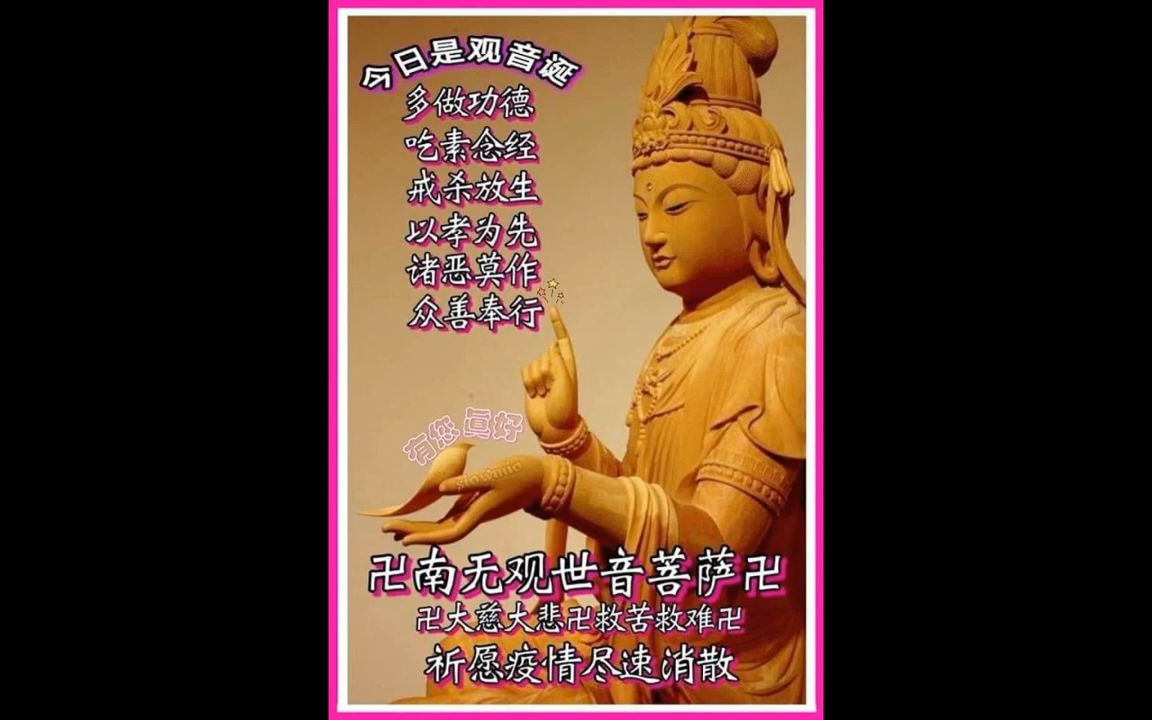 今日是观音诞
多做功德
吃素念经
戒杀放生
以孝为先
诸恶莫作
众善奉行
有您真好
卍南无观世音菩萨卍
卍大慈大悲卍救苦救难卍
祈愿疫情尽速消散